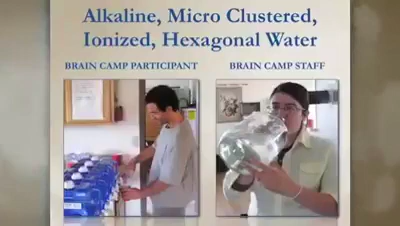 Alkaline, Micro Clustered,
Ionized, Hexagonal Water
BRAIN CAMP PARTICIPANT
BRAIN CAMP STAFF